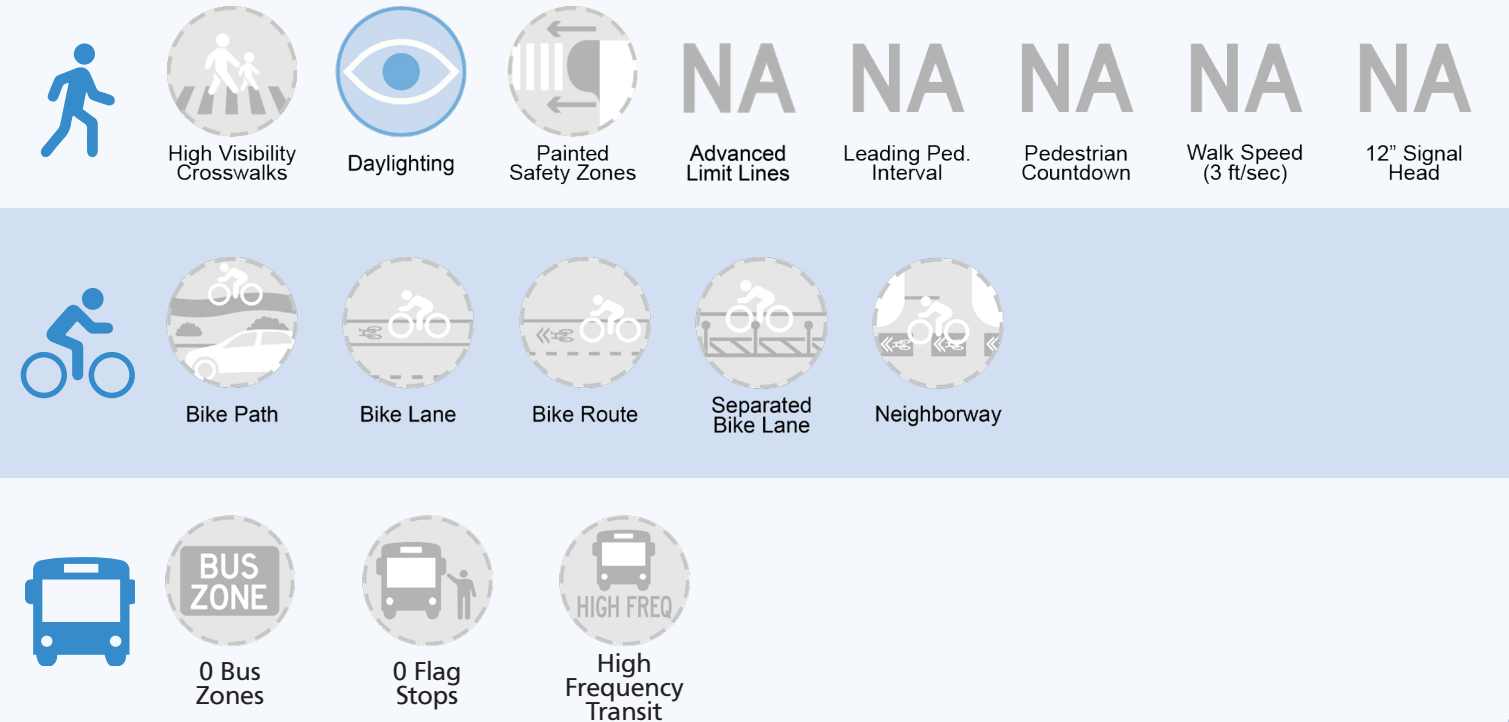 NA NA NA NA NA
High Visibility
Crosswalks
Daylighting
Painted
Safety Zones
Advanced
Limit Lines
Leading Ped.
Interval
Pedestrian
Countdown
Walk Speed
(3 ft/sec)
12” Signal
Head
Bike Path
Bike Lane
Bike Route
Separated
Bike Lane
Neighborway
BUS
ZONE
HIGH FREQ
0 Bus
Zones
0 Flag
Stops
High
Frequency
Transit